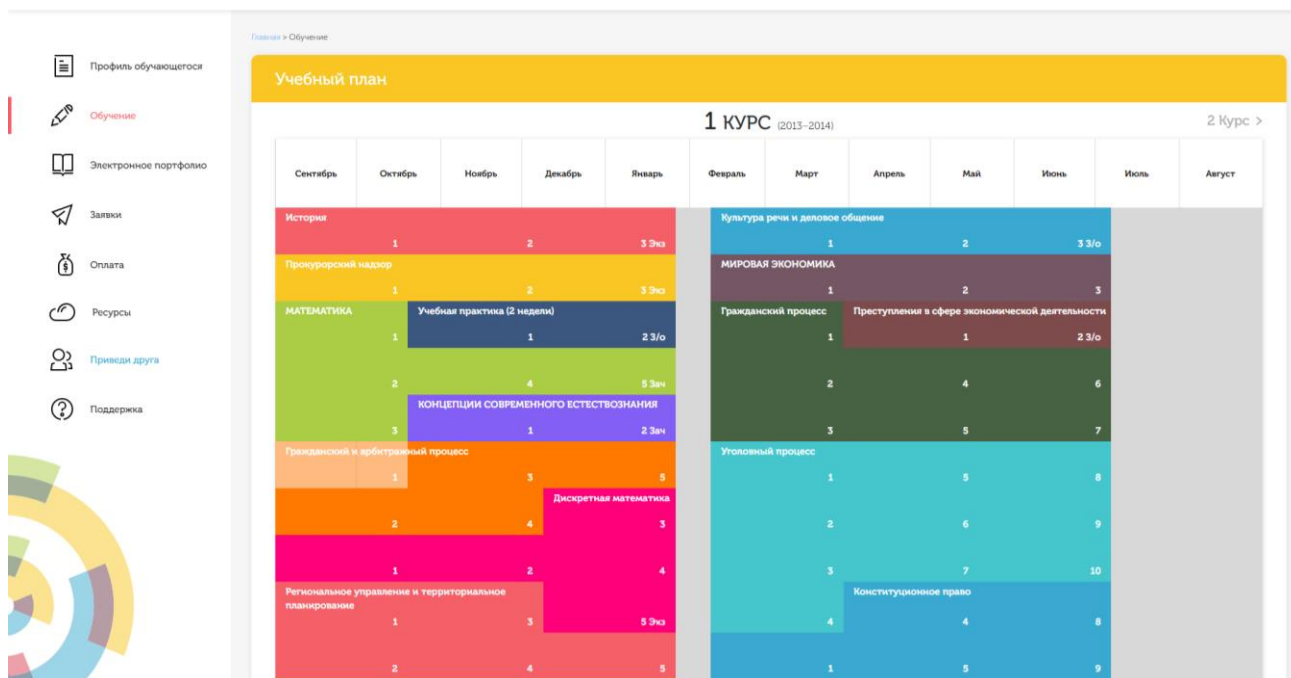 Главная > Обучение
Профиль обучающегося
Обучение
Электронное портфолио
Заявки
Оплата
Ресурсы
Приведи друга
Поддержка
Учебный план
1 КУРС (2013-2014)
2 Курс >
Сентябрь Октябрь Ноябрь Декабрь Январь Февраль Март Апрель Май Июнь Июль Август
История
1 2 3 Экз
Прокурорский надзор
1 2 3 Экз
МАТЕМАТИКА Учебная практика (2 недели)
1 1 2 З/о
2 4 5 Зач
КОНЦЕПЦИИ СОВРЕМЕННОГО ЕСТЕСТВОЗНАНИЯ
3 1 2 Зач
Гражданский и арбитражный процесс
1 3 5
Дискретная математика
2 4 3
1 2 4
Региональное управление и территориальное
планирование
1 3 5 Экз
2 4 5
Культура речи и деловое общение
1 2 3 З/о
МИРОВАЯ ЭКОНОМИКА
1 2 3
Гражданский процесс Преступления в сфере экономической деятельности
1 1 2 З/о
2 4 6
3 5 7
Уголовный процесс
1 5 8
2 6 9
3 7 10
Конституционное право
4 4 8
1 5 9